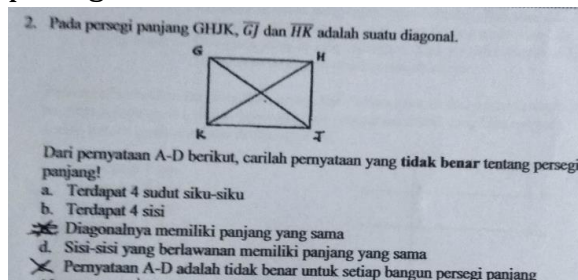 2. Pada persegi panjang GHJK, GJ dan HK adalah suatu diagonal.
G
H
K
J
Dari pernyataan A-D berikut, carilah pernyataan yang tidak benar tentang persegi
panjang!
a. Terdapat 4 sudut siku-siku
b. Terdapat 4 sisi
Diagonalnya memiliki panjang yang sama
d. Sisi-sisi yang berlawanan memiliki panjang yang sama
Pernyataan A-D adalah tidak benar untuk setiap bangun persegi panjang